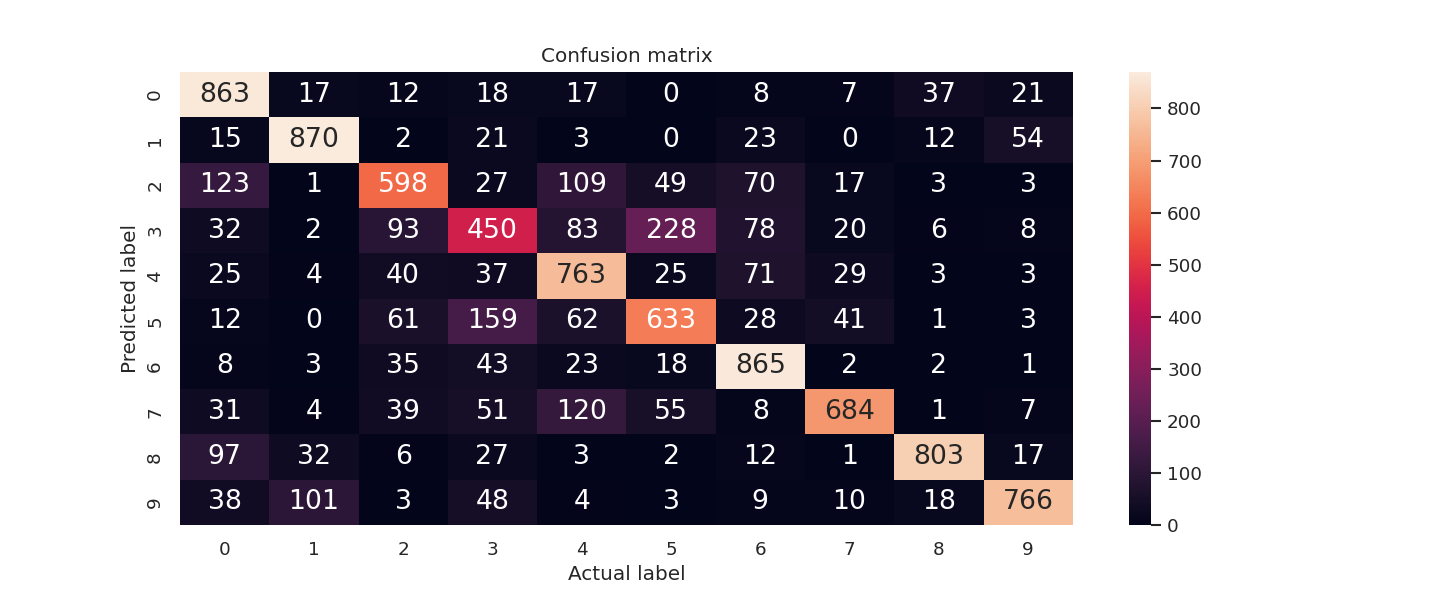 Confusion matrix
0 863 17 12 18 17 0 8 7 37 21
1 15 870 2 21 3 0 23 0 12 54
2 123 1 598 27 109 49 70 17 3 3
3 32 2 93 450 83 228 78 20 6 8
4 25 4 40 37 763 25 71 29 3 3
5 12 0 61 159 62 633 28 41 1 3
6 8 3 35 43 23 18 865 2 2 1
7 31 4 39 51 120 55 8 684 1 7
8 97 32 6 27 3 2 12 1 803 17
9 38 101 3 48 4 3 9 10 18 766
0 1 2 3 4 5 6 7 8 9
Actual label
Predicted label
800
700
600
500
400
300
200
100
0